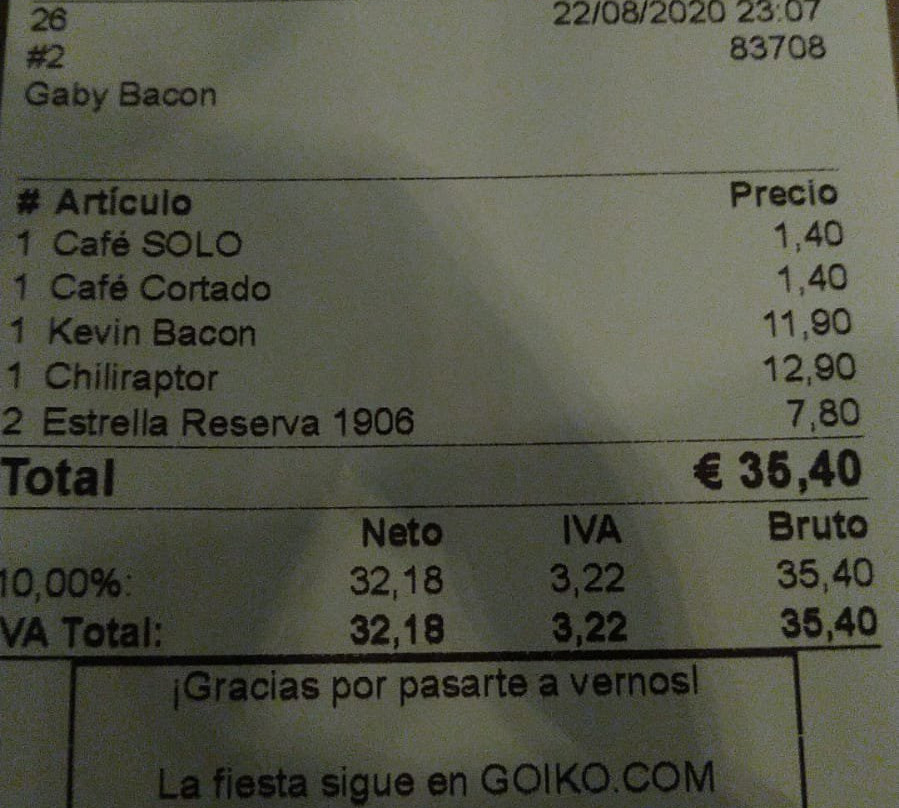 26 22/08/2020 23:07
#2 83708
Gaby Bacon
# Artículo Precio
1 Café SOLO 1,40
1 Café Cortado 1,40
1 Kevin Bacon 11,90
1 Chiliraptor 12,90
2 Estrella Reserva 1906 7,80
Total € 35,40
Neto IVA Bruto
10,00%: 32,18 3,22 35,40
VA Total: 32,18 3,22 35,40
¡Gracias por pasarte a vernos!
La fiesta sigue en GOIKO.COM